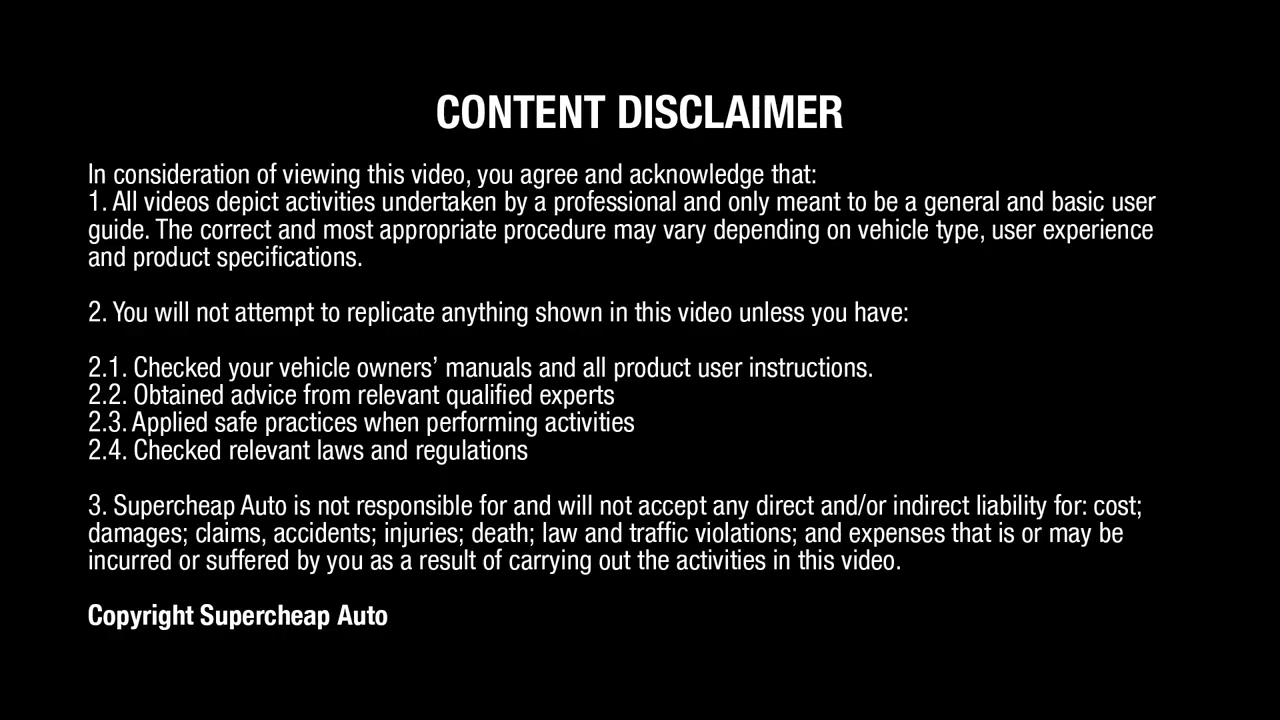 CONTENT DISCLAIMER
In consideration of viewing this video, you agree and acknowledge that:
1. All videos depict activities undertaken by a professional and only meant to be a general and basic user
guide. The correct and most appropriate procedure may vary depending on vehicle type, user experience
and product specifications.
2. You will not attempt to replicate anything shown in this video unless you have:
2.1. Checked your vehicle owners’ manuals and all product user instructions.
2.2. Obtained advice from relevant qualified experts
2.3. Applied safe practices when performing activities
2.4. Checked relevant laws and regulations
3. Supercheap Auto is not responsible for and will not accept any direct and/or indirect liability for: cost;
damages; claims, accidents; injuries; death; law and traffic violations; and expenses that is or may be
incurred or suffered by you as a result of carrying out the activities in this video.
Copyright Supercheap Auto